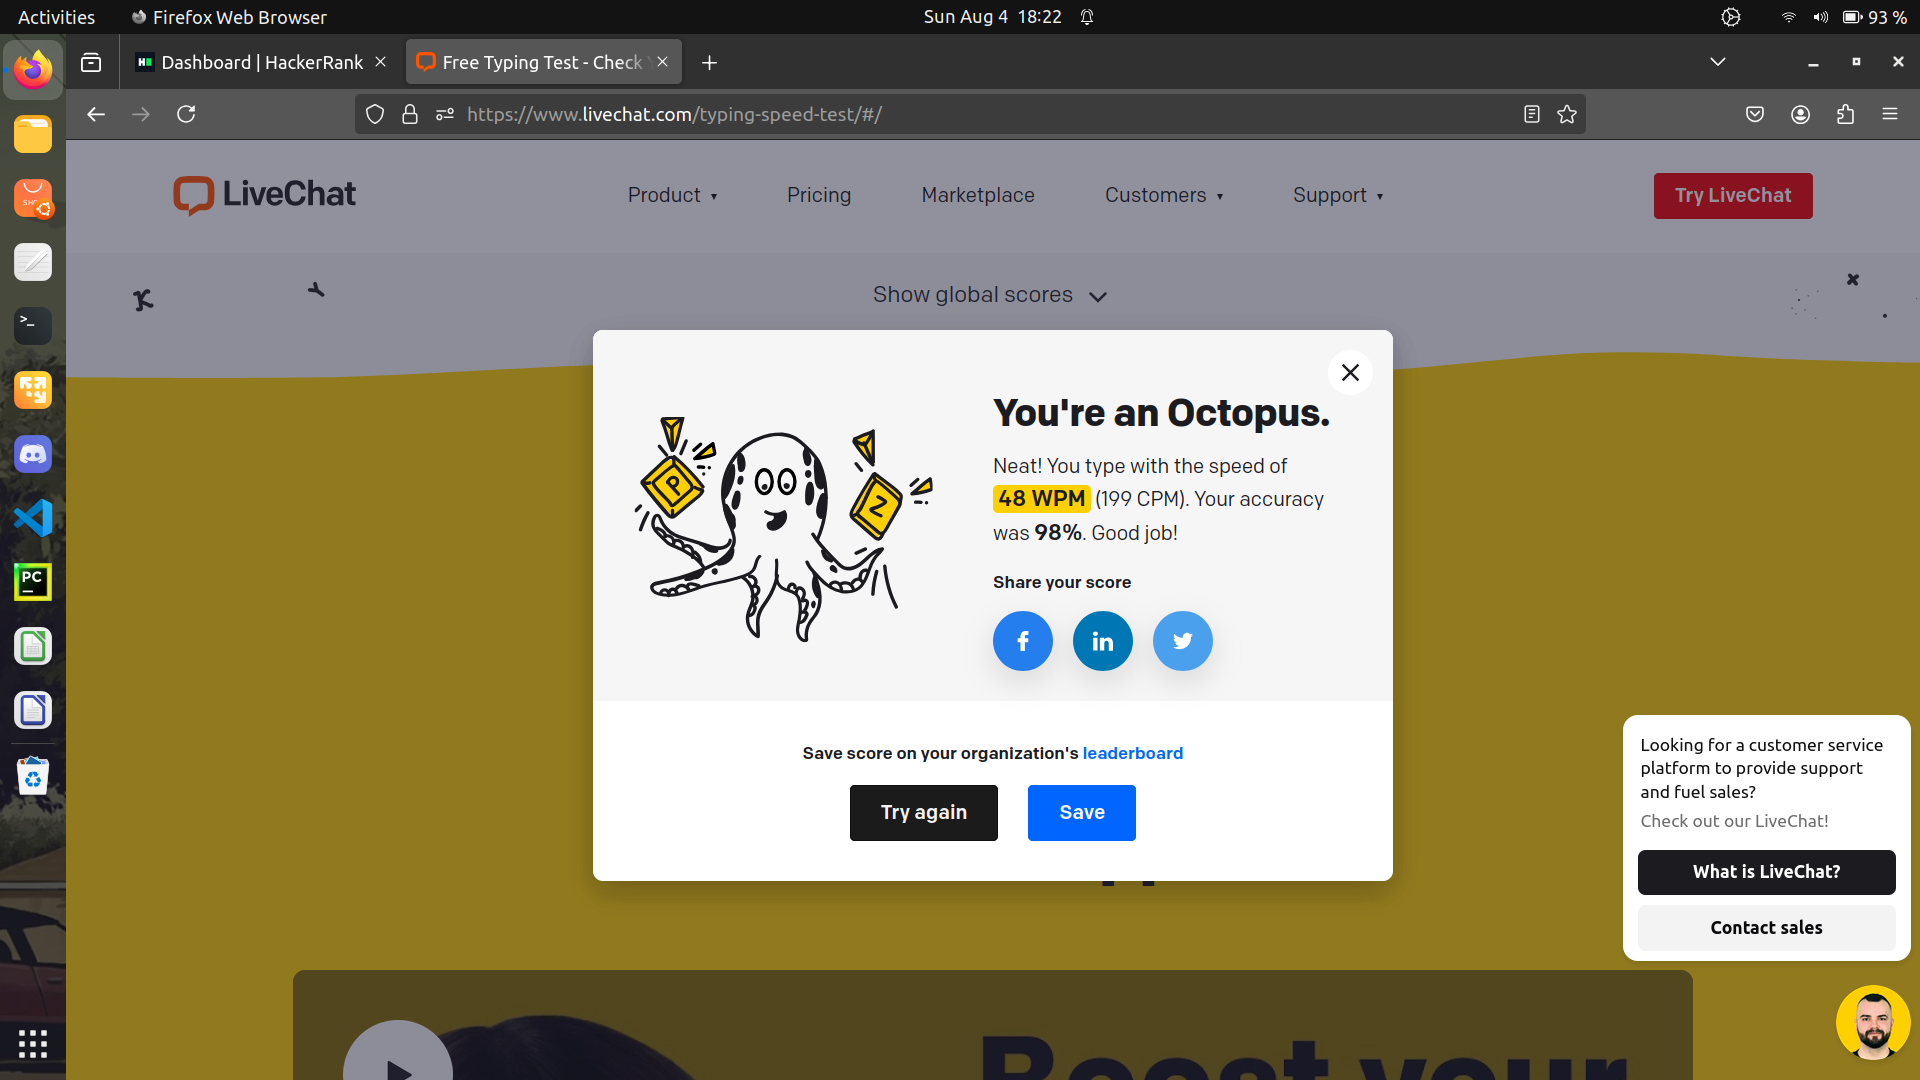 Activities
Firefox Web Browser
Sun Aug 4 18:22
93 %
Dashboard | HackerRank
Free Typing Test - Check
https://www.livechat.com/typing-speed-test/#/
LiveChat
Product
Pricing
Marketplace
Customers
Support
Try LiveChat
Show global scores
You're an Octopus.
Neat! You type with the speed of
48 WPM (199 CPM). Your accuracy
was 98%. Good job!
P
Z
Share your score
f
in
Save score on your organization's leaderboard
Try again
Save
Looking for a customer service
platform to provide support
and fuel sales?
Check out our LiveChat!
What is LiveChat?
Contact sales
Boost your
K
PC
>_